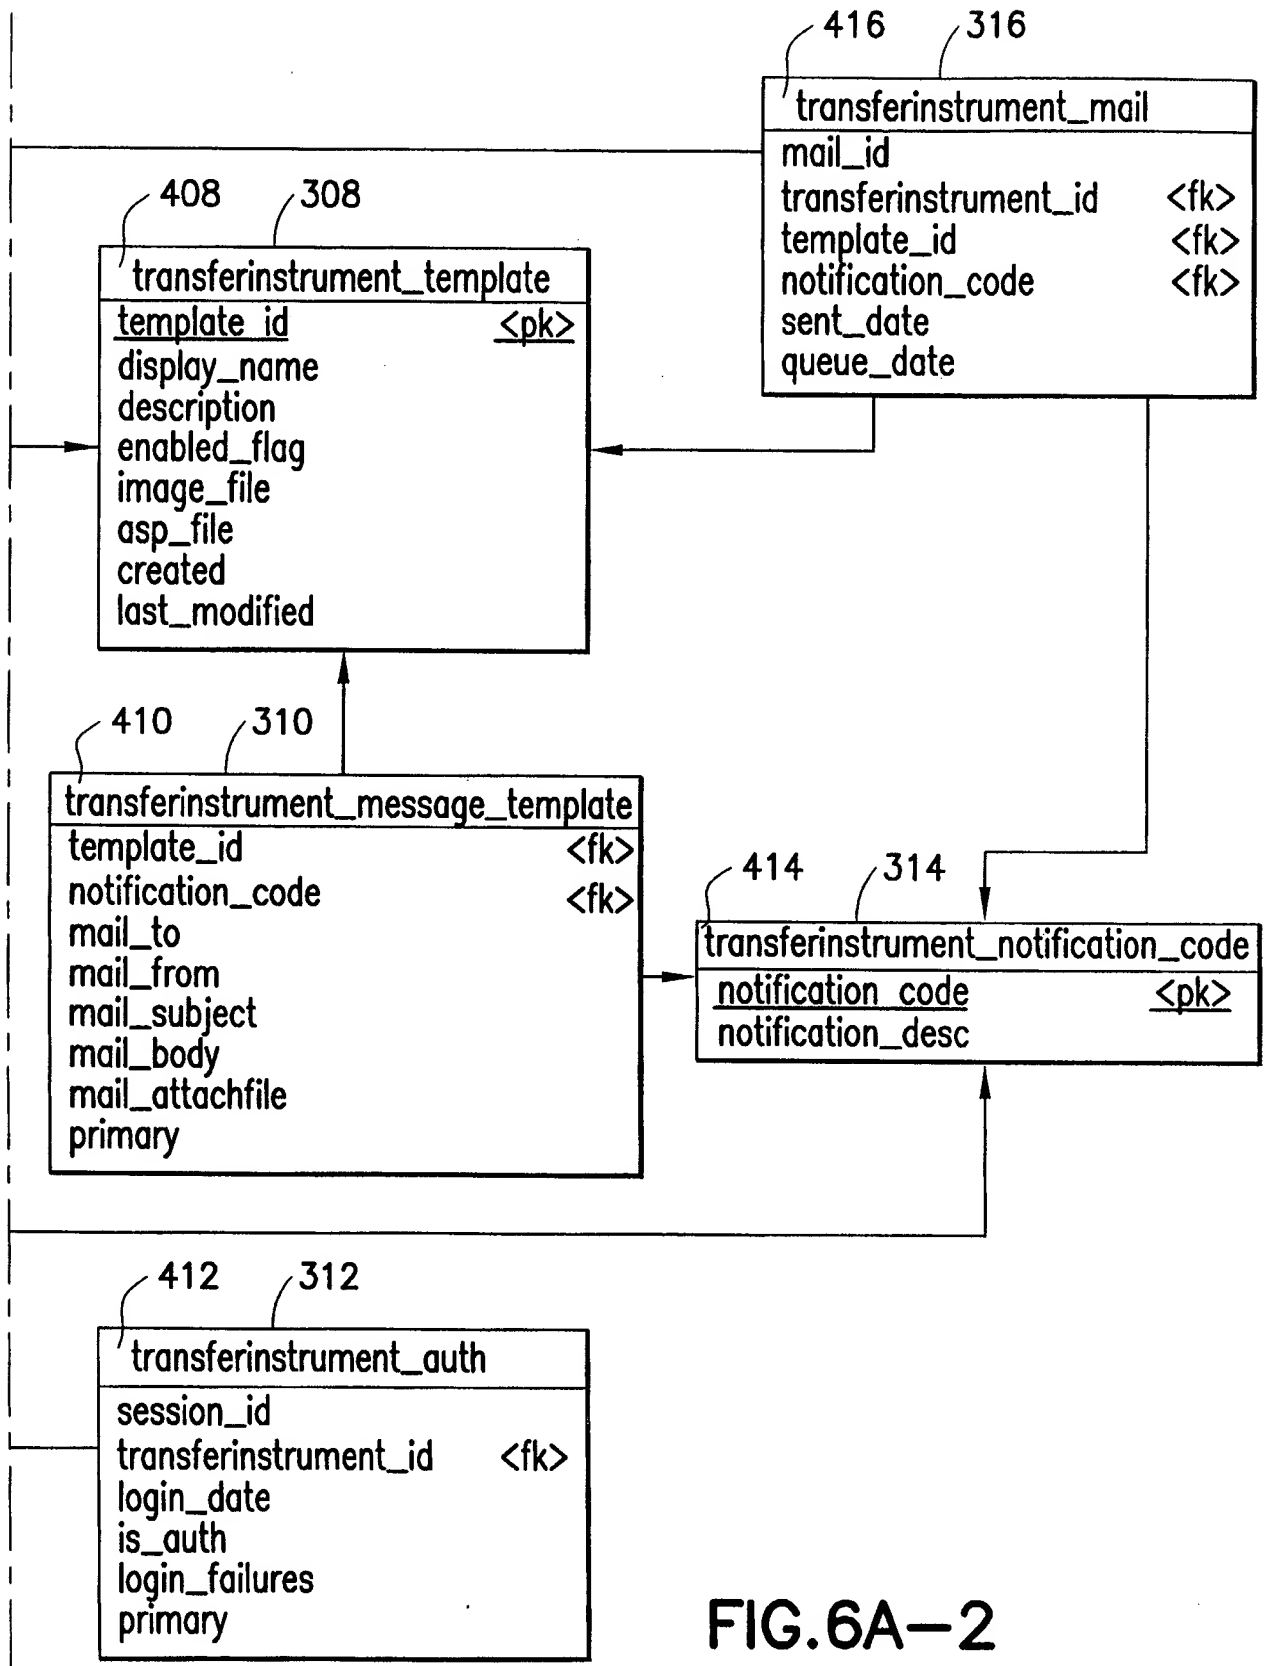 416 316
transferinstrument_mail
mail_id
transferinstrument_id <fk>
template_id <fk>
notification_code <fk>
sent_date
queue_date
408 308
transferinstrument_template
template_id <pk>
display_name
description
enabled_flag
image_file
asp_file
created
last_modified
410 310
transferinstrument_message_template
template_id <fk>
notification_code <fk>
mail_to
mail_from
mail_subject
mail_body
mail_attachfile
primary
414 314
transferinstrument_notification_code
notification_code <pk>
notification_desc
412 312
transferinstrument_auth
session_id
transferinstrument_id <fk>
login_date
is_auth
login_failures
primary
FIG.6A-2